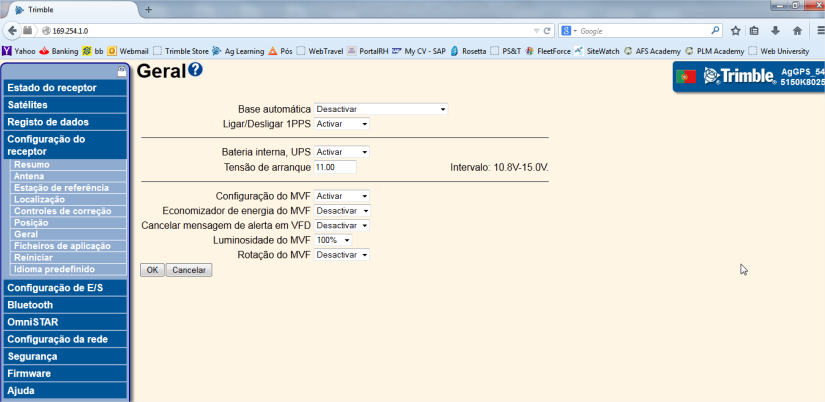 Trimble
169.254.1.0
Google
Yahoo Banking bb Webmail Trimble Store Ag Learning Pós WebTravel PortalRH My CV - SAP Rosetta PS&T FleetForce SiteWatch AFS Academy PLM Academy Web University
Geral
Trimble
AgGPS_54
5150K8025
Estado do receptor
Satélites
Registo de dados
Configuração do
receptor
Resumo
Antena
Estação de referência
Localização
Controles de correção
Posição
Geral
Ficheiros de aplicação
Reiniciar
Idioma predefinido
Configuração de E/S
Bluetooth
OmniSTAR
Configuração da rede
Segurança
Firmware
Ajuda
Base automática Desactivar
Ligar/Desligar 1PPS Activar
Bateria interna, UPS Activar
Tensão de arranque 11.00 Intervalo: 10.8V-15.0V.
Configuração do MVF Activar
Economizador de energia do MVF Desactivar
Cancelar mensagem de alerta em VFD Desactivar
Luminosidade do MVF 100%
Rotação do MVF Desactivar
OK Cancelar